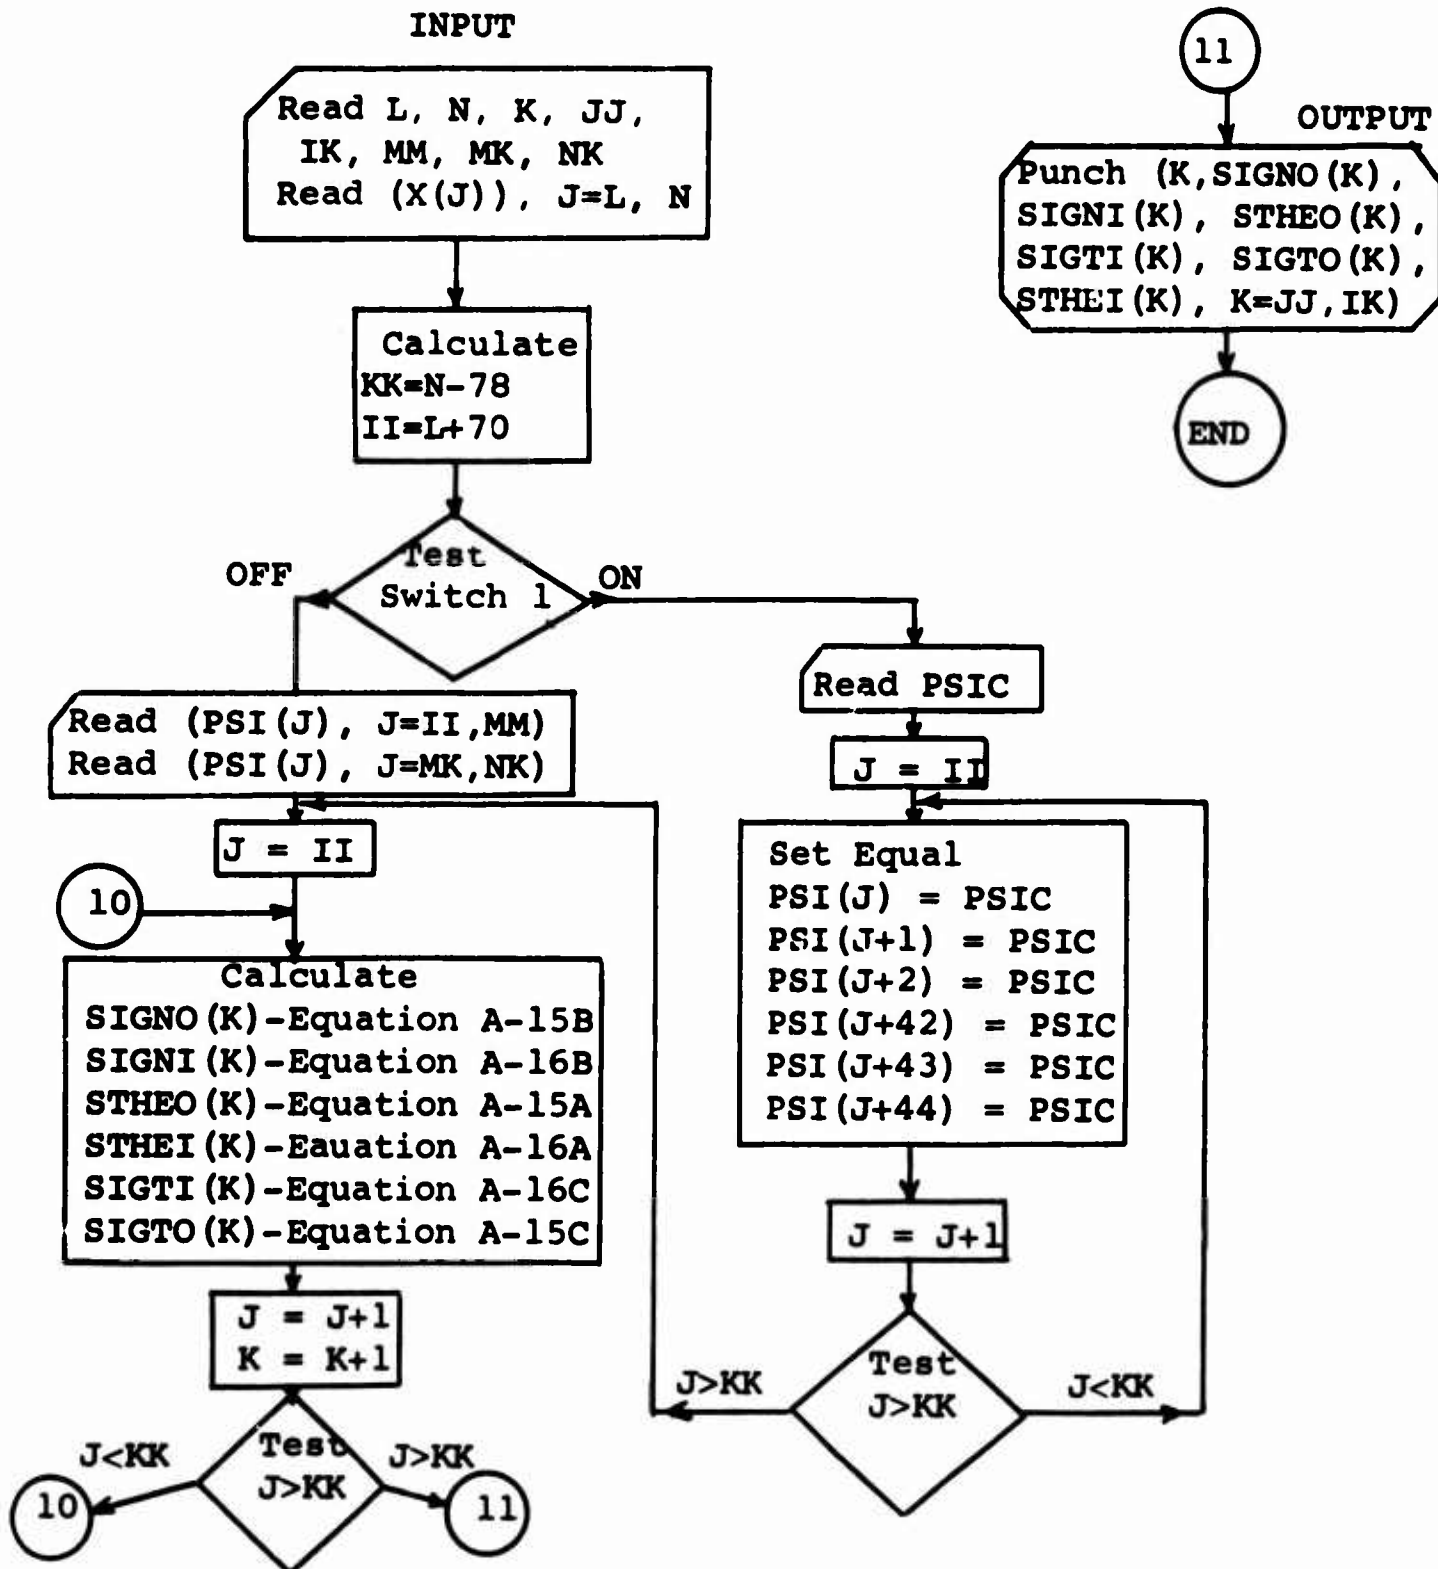 INPUT
Read L, N, K, JJ,
IK, MM, MK, NK
Read (X(J)), J=L, N
Calculate
KK=N-78
II=L+70
Test
Switch 1
OFF
ON
Read (PSI(J), J=II,MM)
Read (PSI(J), J=MK,NK)
J = II
10
Calculate
SIGNO(K)-Equation A-15B
SIGNI(K)-Equation A-16B
STHEO(K)-Equation A-15A
STHEI(K)-Eauation A-16A
SIGTI(K)-Equation A-16C
SIGTO(K)-Equation A-15C
J = J+1
K = K+1
Test
J>KK
J<KK
J>KK
10
11
Read PSIC
J = II
Set Equal
PSI(J) = PSIC
PSI(J+1) = PSIC
PSI(J+2) = PSIC
PSI(J+42) = PSIC
PSI(J+43) = PSIC
PSI(J+44) = PSIC
J = J+1
Test
J>KK
J>KK
J<KK
11
OUTPUT
Punch (K,SIGNO(K),
SIGNI(K), STHEO(K),
SIGTI(K), SIGTO(K),
STHEI(K), K=JJ,IK)
END